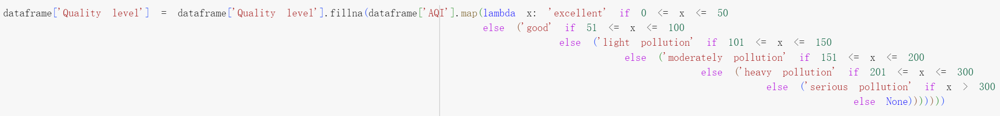 dataframe['Quality level'] = dataframe['Quality level'].fillna(dataframe['AQI'].map(lambda x: 'excellent' if 0 <= x <= 50
else ('good' if 51 <= x <= 100
else ('light pollution' if 101 <= x <= 150
else ('moderately pollution' if 151 <= x <= 200
else ('heavy pollution' if 201 <= x <= 300
else ('serious pollution' if x > 300
else None)))))))